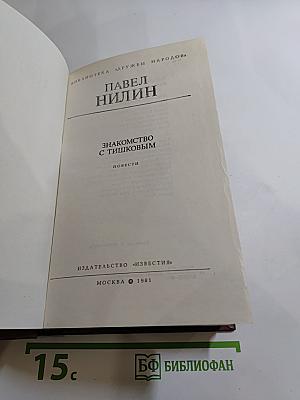 БИБЛИОТЕКА «ДРУЖБЫ НАРОДОВ»
ПАВЕЛ
НИЛИН
ЗНАКОМСТВО
С ТИШКОВЫМ
ПОВЕСТИ
ИЗДАТЕЛЬСТВО «ИЗВЕСТИЯ»
МОСКВА 1981
15с
БФ БИБЛИОФАН